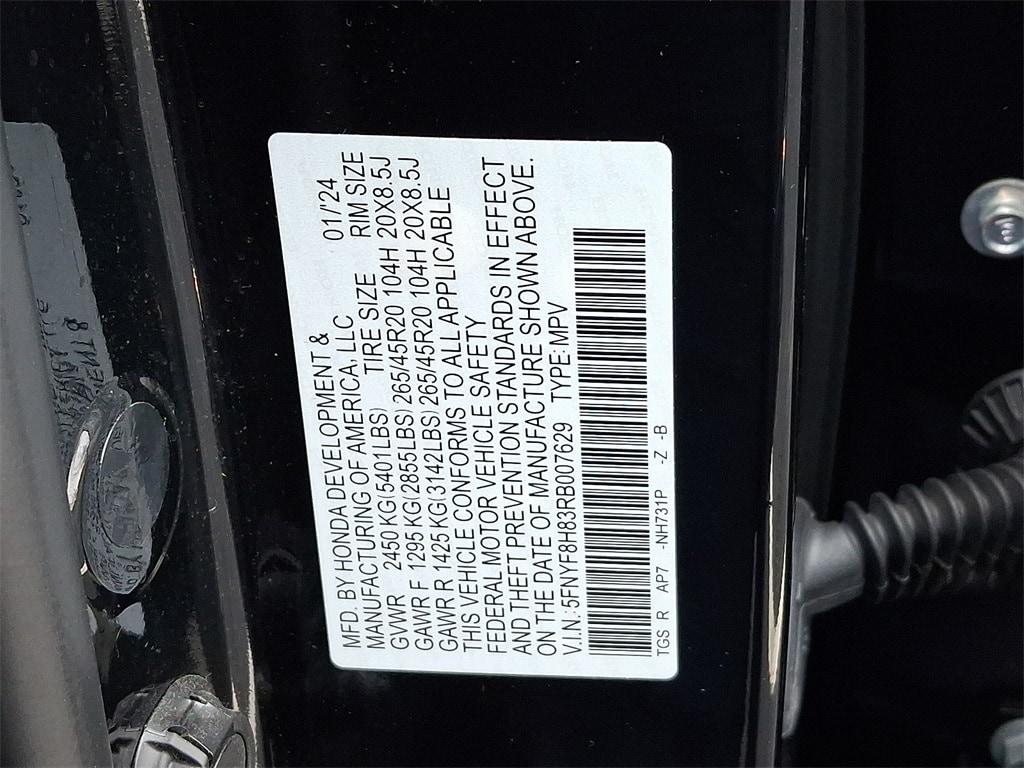 MFD. BY HONDA DEVELOPMENT & 01/'24
MANUFACTURING OF AMERICA, LLC
TIRE SIZE RIM SIZE
GVWR 2450 KG(5401LBS)
GAWR F 1295 KG(2855LBS) 265/45R20 104H 20X8.5J
GAWR R 1425 KG(3142LBS) 265/45R20 104H 20X8.5J
THIS VEHICLE CONFORMS TO ALL APPLICABLE
FEDERAL MOTOR VEHICLE SAFETY
AND THEFT PREVENTION STANDARDS IN EFFECT
ON THE DATE OF MANUFACTURE SHOWN ABOVE.
V.I.N.: 5FNYF8H83RB007629 TYPE: MPV
TGS R AP7 -NH731P -Z -B